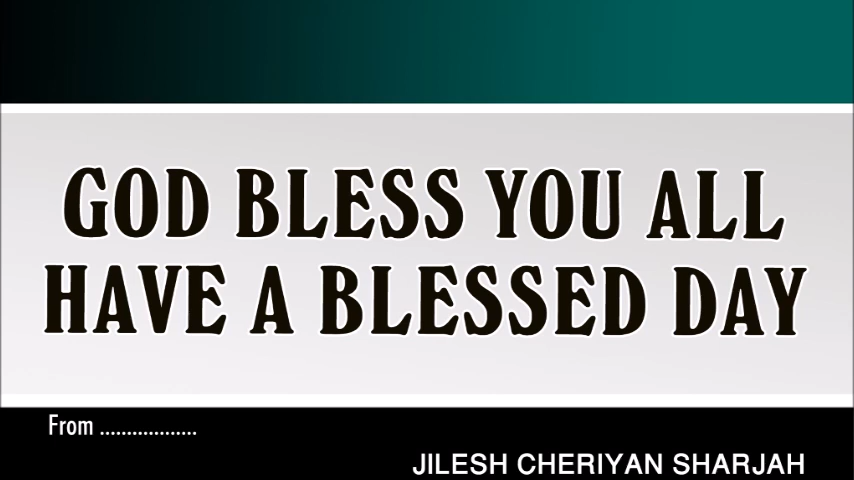 GOD BLESS YOU ALL
HAVE A BLESSED DAY
From ..................
JILESH CHERIYAN SHARJAH